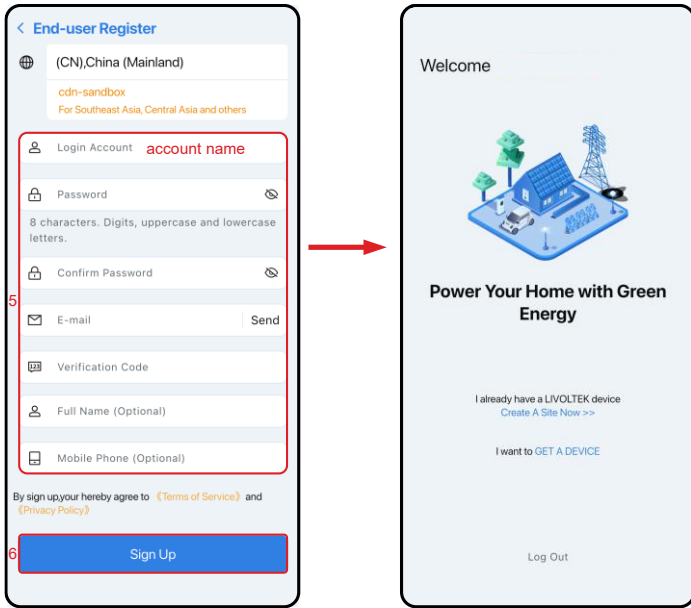 End-user Register
(CN),China (Mainland)
cdn-sandbox
For Southeast Asia, Central Asia and others
Login Account account name
Password
8 characters. Digits, uppercase and lowercase
letters.
Confirm Password
5
E-mail Send
123 Verification Code
Full Name (Optional)
Mobile Phone (Optional)
By sign up,your hereby agree to 《Terms of Service》 and
《Privacy Policy》
6 Sign Up
Welcome
Power Your Home with Green
Energy
I already have a LIVOLTEK device
Create A Site Now >>
I want to GET A DEVICE
Log Out